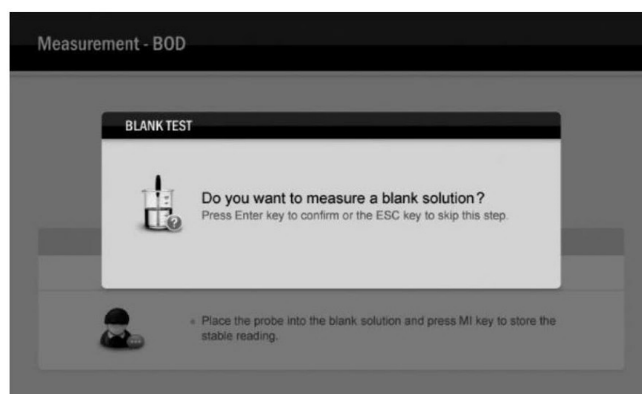 Measurement - BOD
BLANK TEST
Do you want to measure a blank solution?
Press Enter key to confirm or the ESC key to skip this step.
Place the probe into the blank solution and press MI key to store the
stable reading.